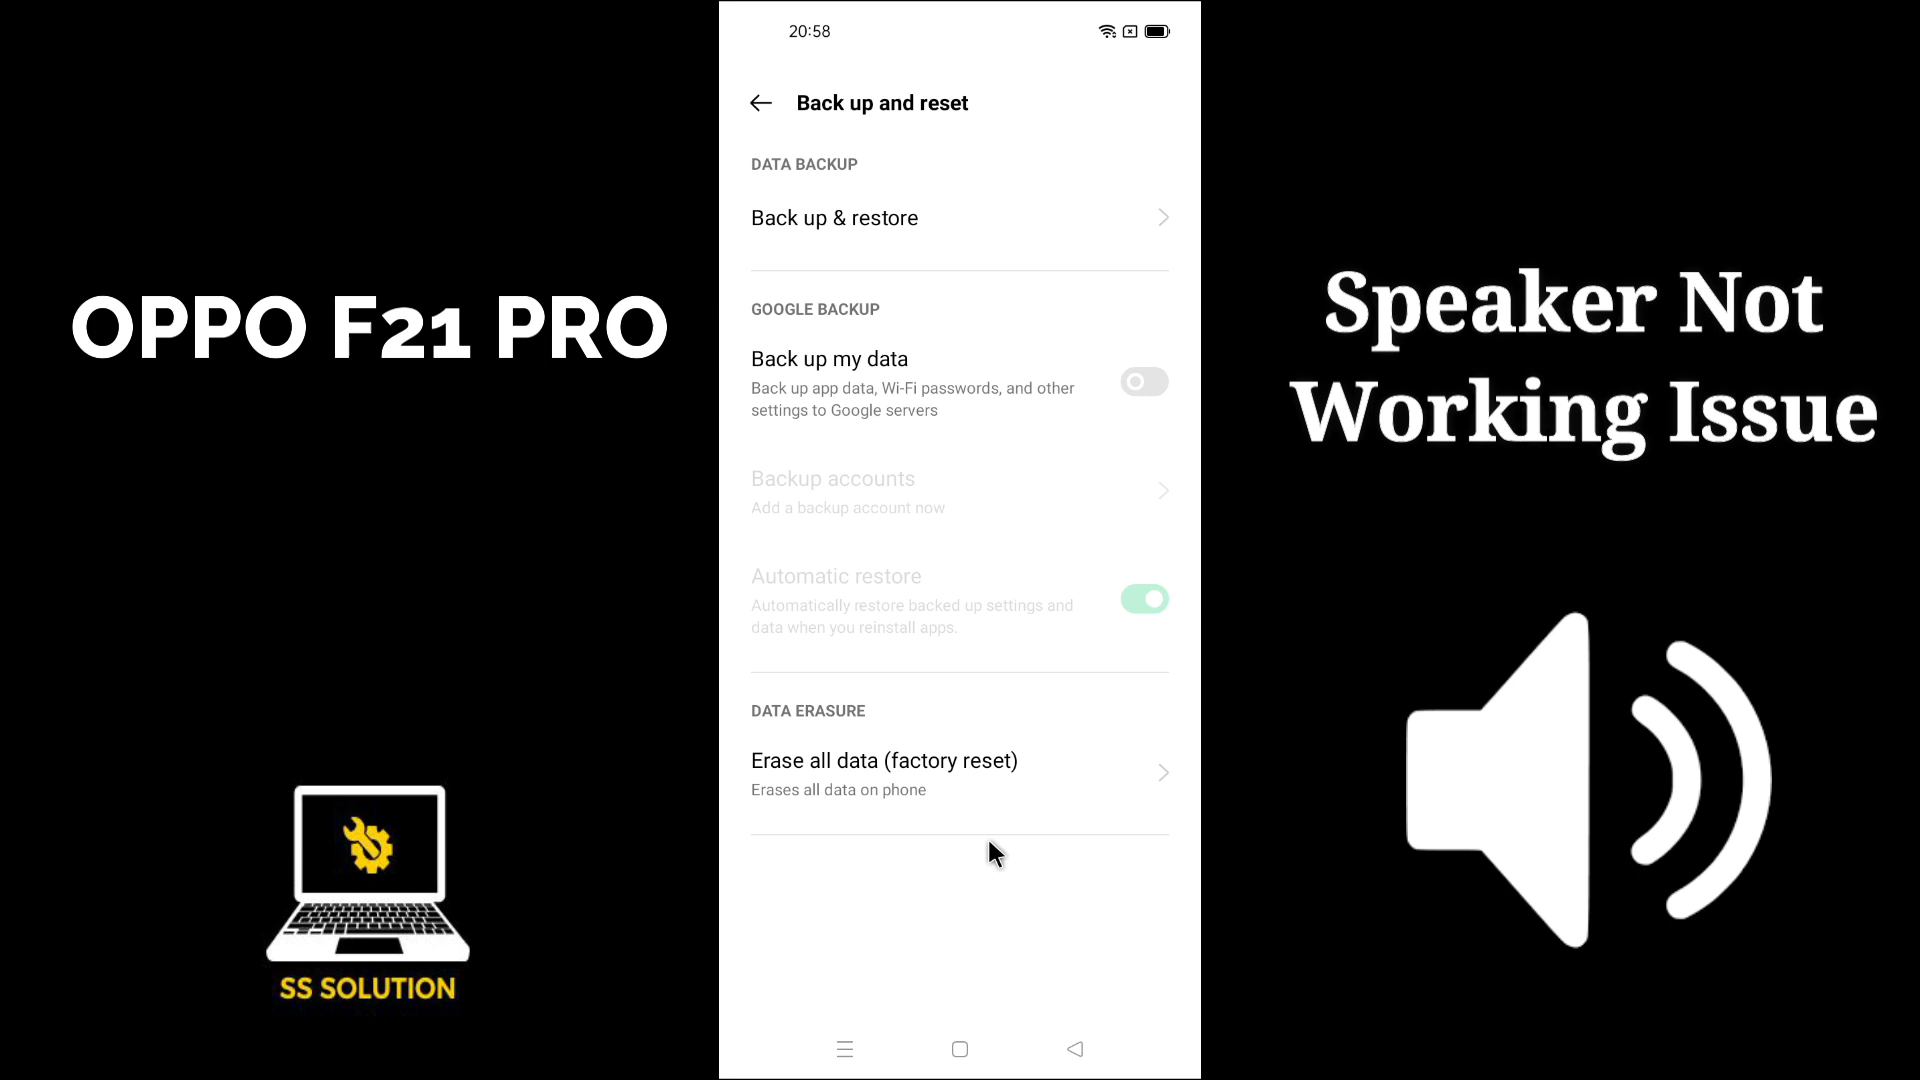 OPPO F21 PRO
SS SOLUTION
20:58
Back up and reset
DATA BACKUP
Back up & restore
GOOGLE BACKUP
Back up my data
Back up app data, Wi-Fi passwords, and other
settings to Google servers
Backup accounts
Add a backup account now
Automatic restore
Automatically restore backed up settings and
data when you reinstall apps.
DATA ERASURE
Erase all data (factory reset)
Erases all data on phone
Speaker Not
Working Issue